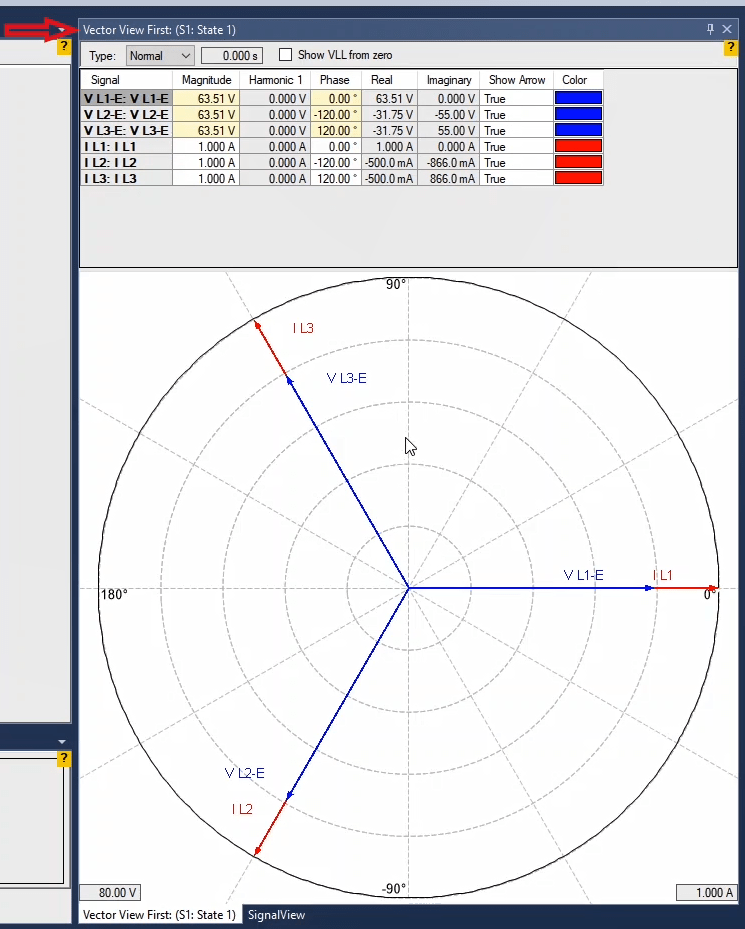 Vector View First: (S1: State 1)
?
?
Type: Normal 0.000 s Show VLL from zero
Signal Magnitude Harmonic 1 Phase Real Imaginary Show Arrow Color
V L1-E: V L1-E 63.51 V 0.000 V 0.00 ° 63.51 V 0.000 V True
V L2-E: V L2-E 63.51 V 0.000 V -120.00 ° -31.75 V -55.00 V True
V L3-E: V L3-E 63.51 V 0.000 V 120.00 ° -31.75 V 55.00 V True
I L1: I L1 1.000 A 0.000 A 0.00 ° 1.000 A 0.000 A True
I L2: I L2 1.000 A 0.000 A -120.00 ° -500.0 mA -866.0 mA True
I L3: I L3 1.000 A 0.000 A 120.00 ° -500.0 mA 866.0 mA True
90°
I L3
V L3-E
V L1-E I L1
180° 0°
?
V L2-E
I L2
-90°
80.00 V 1.000 A
Vector View First: (S1: State 1) SignalView